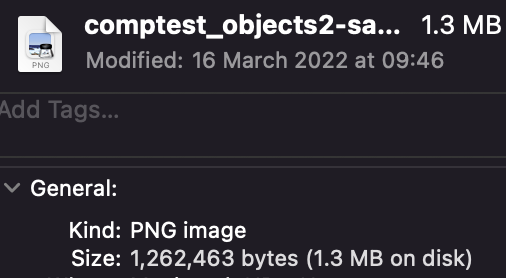 comptest_objects2-sa... 1.3 MB
PNG
Modified: 16 March 2022 at 09:46
Add Tags...
General:
Kind: PNG image
Size: 1,262,463 bytes (1.3 MB on disk)